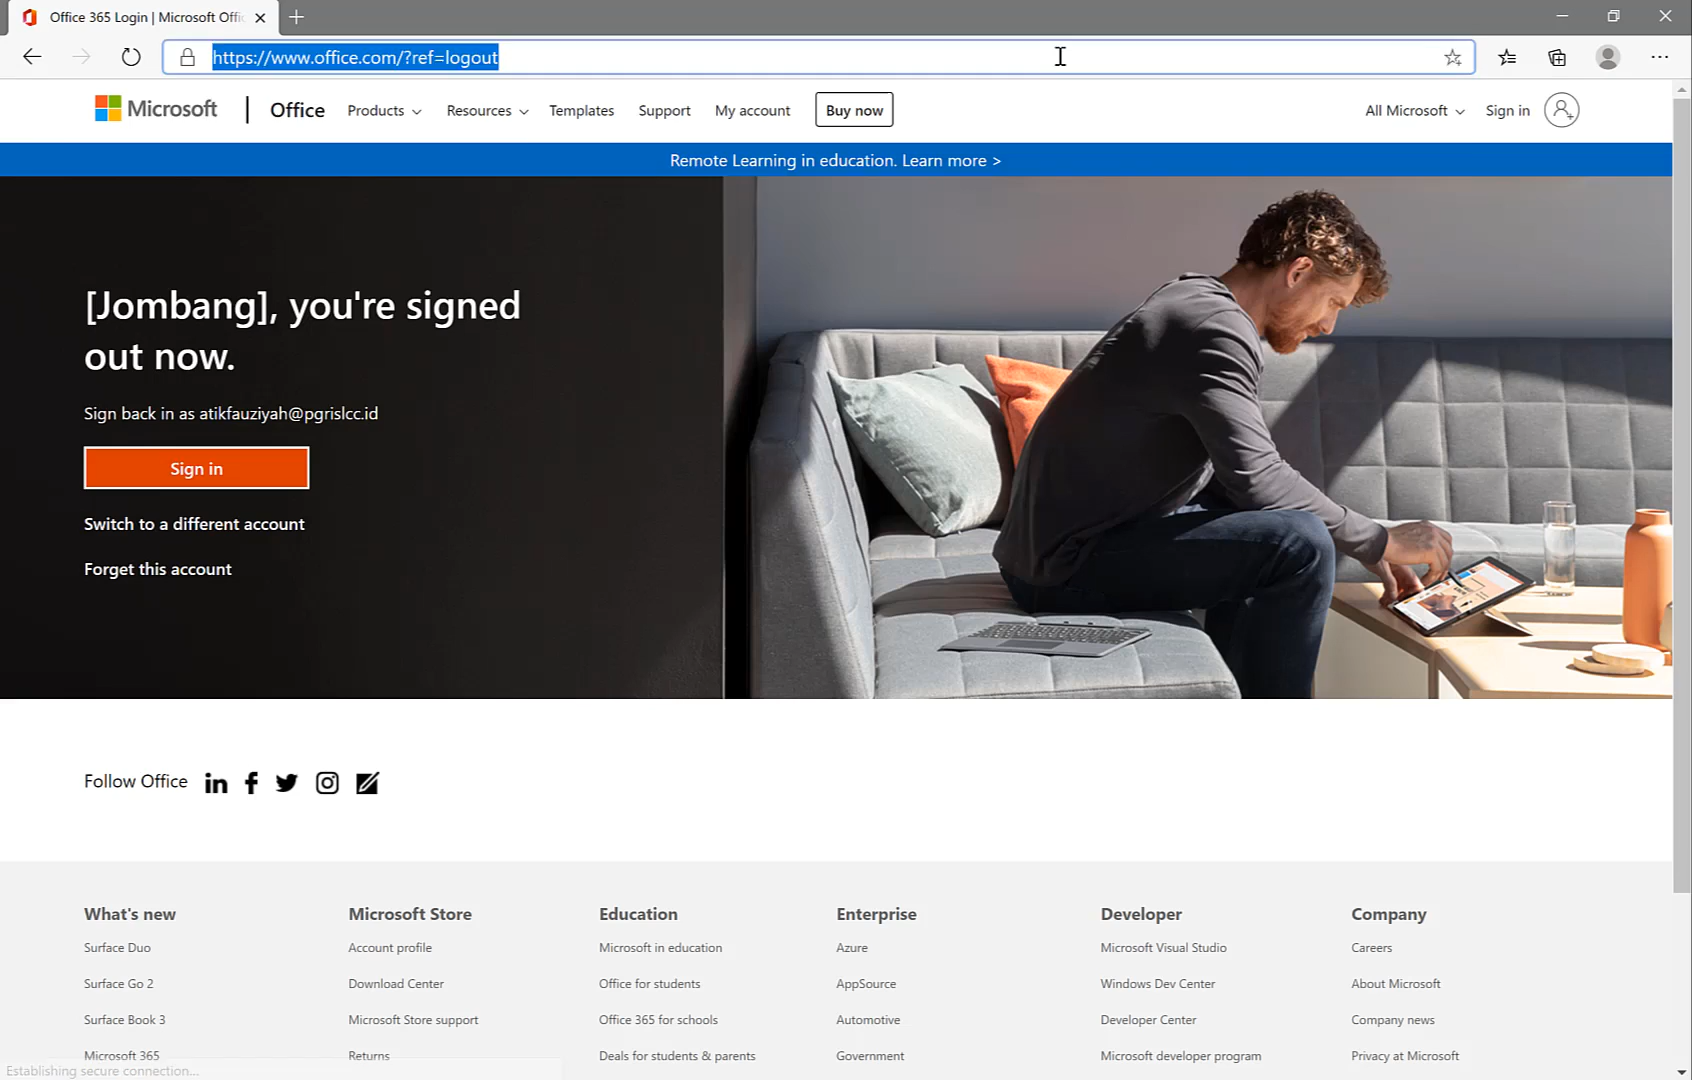 Office 365 Login | Microsoft Offi
https://www.office.com/?ref=logout
Microsoft
Office
Products
Resources
Templates
Support
My account
Buy now
All Microsoft
Sign in
Remote Learning in education. Learn more >
[Jombang], you're signed
out now.
Sign back in as atikfauziyah@pgrislcc.id
Sign in
Switch to a different account
Forget this account
Follow Office
What's new
Surface Duo
Surface Go 2
Surface Book 3
Microsoft 365
Microsoft Store
Account profile
Download Center
Microsoft Store support
Returns
Education
Microsoft in education
Office for students
Office 365 for schools
Deals for students & parents
Enterprise
Azure
AppSource
Automotive
Government
Developer
Microsoft Visual Studio
Windows Dev Center
Developer Center
Microsoft developer program
Company
Careers
About Microsoft
Company news
Privacy at Microsoft
Establishing secure connection...